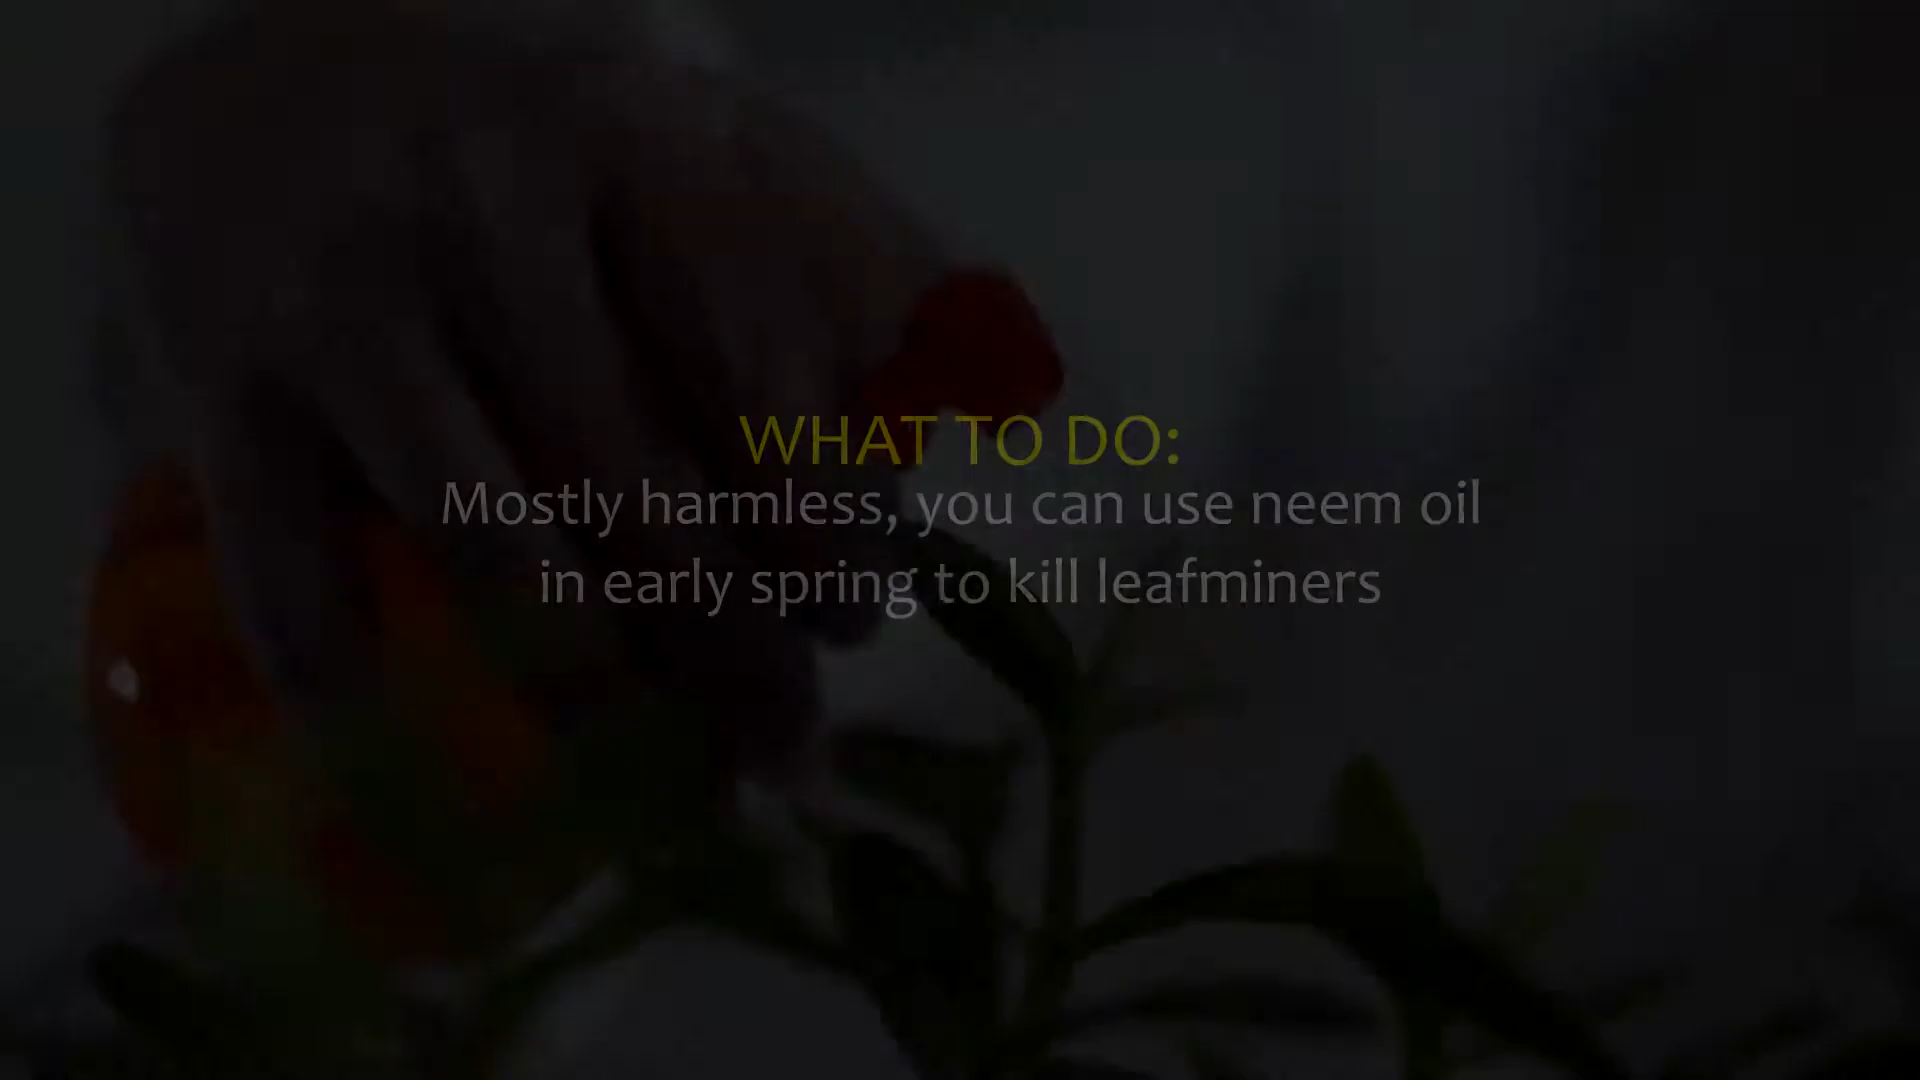 WHAT TO DO:
Mostly harmless, you can use neem oil
in early spring to kill leafminers